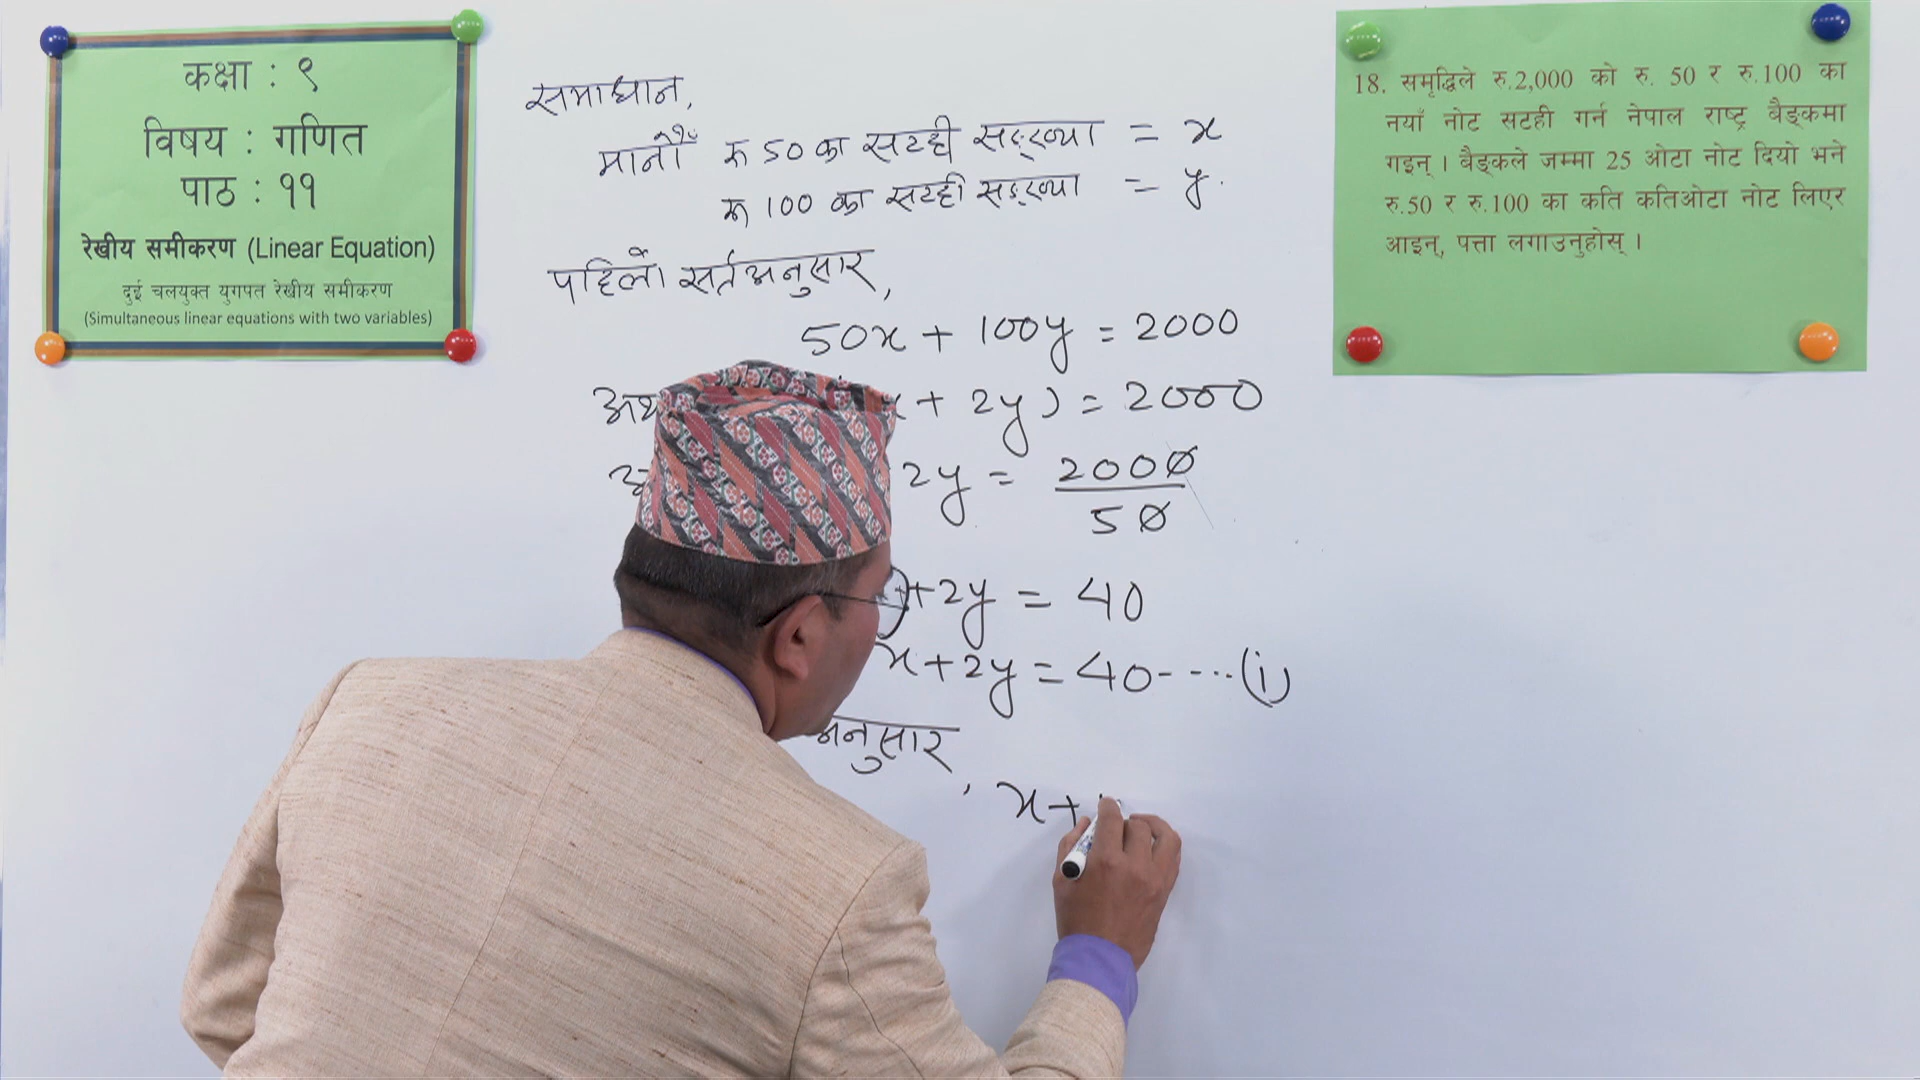 कक्षा : ९
विषय : गणित
पाठ : ११
रेखीय समीकरण (Linear Equation)
दुई चलयुक्त युगपत रेखीय समीकरण
(Simultaneous linear equations with two variables)
समाधान,
मानौँ रू 50 का सटही सङ्ख्या = x
रू 100 का सटही सङ्ख्या = y.
पहिलो सर्तअनुसार,
50x + 100y = 2000
+ 2y) = 2000
2y = 2000/50
+2y = 40
x+2y = 40- - - - -(i)
अनुसार,
x+
18. समृद्धिले रु.2,000 को रु. 50 र रु.100 का
नयाँ नोट सटही गर्न नेपाल राष्ट्र बैङ्कमा
गइन् । बैङ्कले जम्मा 25 ओटा नोट दियो भने
रु.50 र रु.100 का कति कतिओटा नोट लिएर
आइन्, पत्ता लगाउनुहोस् ।